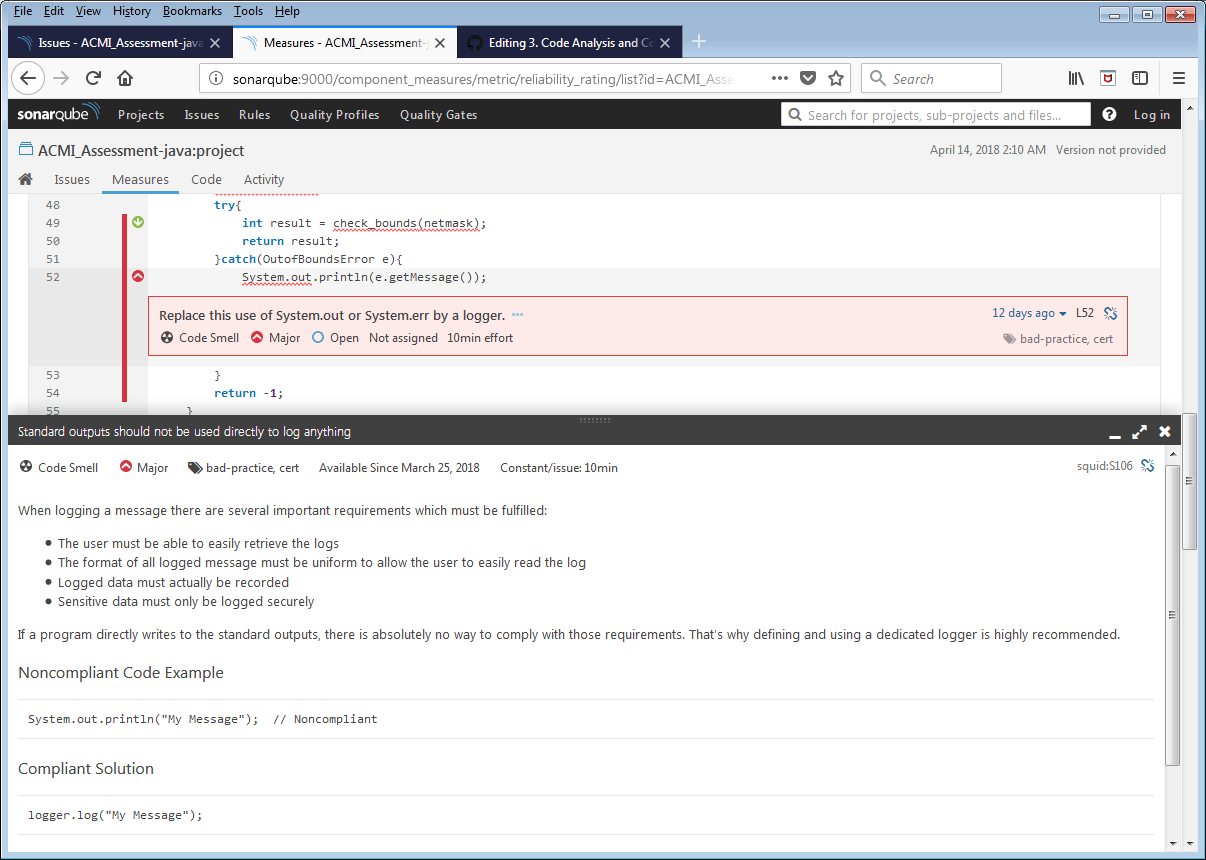 File Edit View History Bookmarks Tools Help
Issues - ACMI_Assessment-java
Measures - ACMI_Assessment-
Editing 3. Code Analysis and Co
sonarqube:9000/component_measures/metric/reliability_rating/list?id=ACMI_Asse
Search
sonarqube Projects Issues Rules Quality Profiles Quality Gates
Search for projects, sub-projects and files...
Log in
ACMI_Assessment-java:project
April 14, 2018 2:10 AM Version not provided
Issues Measures Code Activity
48 try{
49 int result = check_bounds(netmask);
50 return result;
51 }catch(OutofBoundsError e){
52 System.out.println(e.getMessage());
Replace this use of System.out or System.err by a logger.
12 days ago L52
Code Smell Major Open Not assigned 10min effort
bad-practice, cert
53 }
54 return -1;
55 }
Standard outputs should not be used directly to log anything
Code Smell Major bad-practice, cert Available Since March 25, 2018 Constant/issue: 10min
squid:S106
When logging a message there are several important requirements which must be fulfilled:
• The user must be able to easily retrieve the logs
• The format of all logged message must be uniform to allow the user to easily read the log
• Logged data must actually be recorded
• Sensitive data must only be logged securely
If a program directly writes to the standard outputs, there is absolutely no way to comply with those requirements. That's why defining and using a dedicated logger is highly recommended.
Noncompliant Code Example
System.out.println("My Message");  // Noncompliant
Compliant Solution
logger.log("My Message");